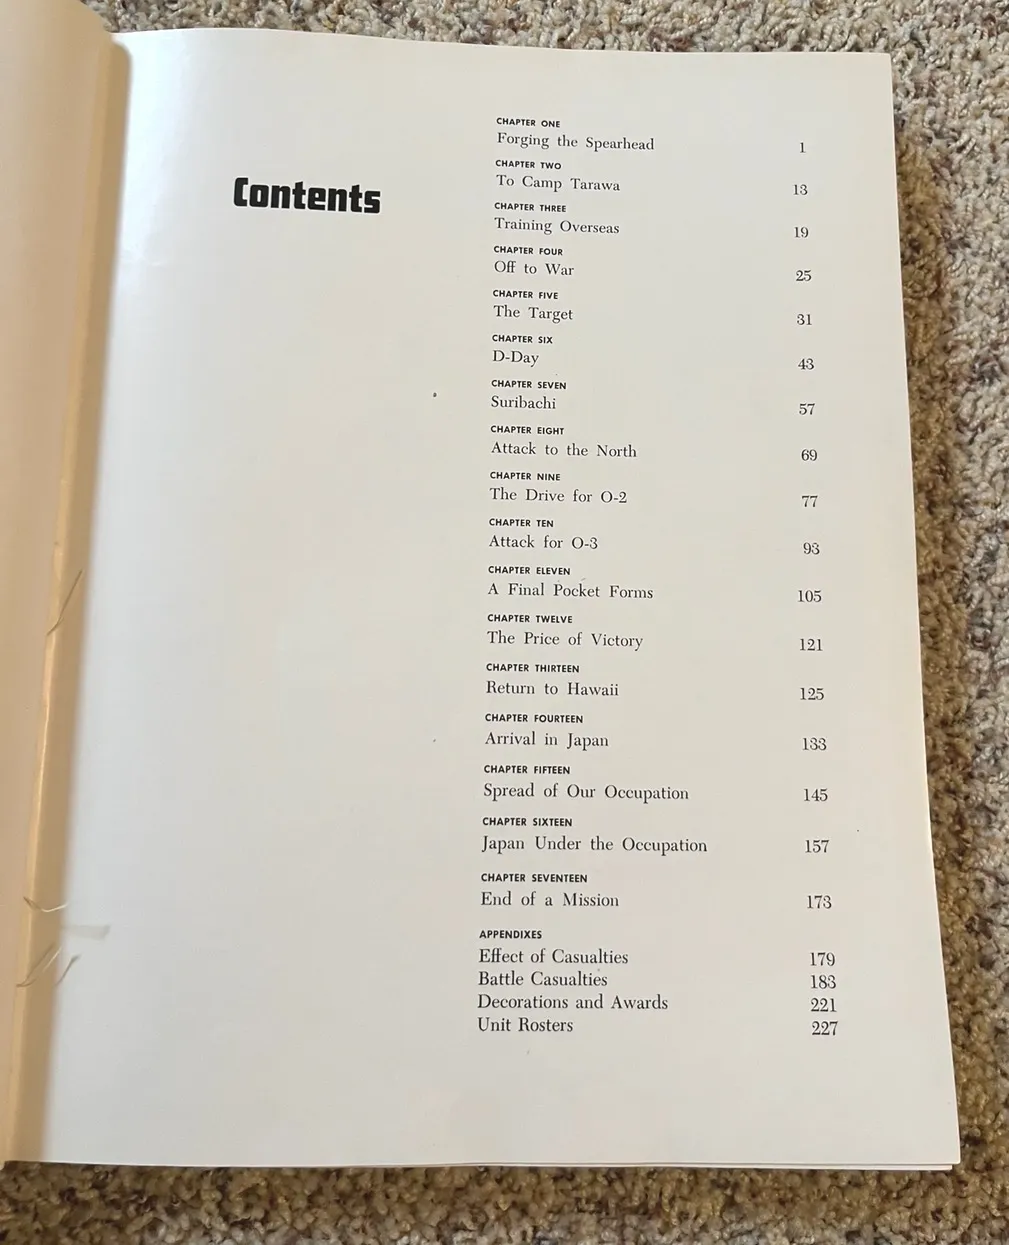 Contents
CHAPTER ONE
Forging the Spearhead 1
CHAPTER TWO
To Camp Tarawa 13
CHAPTER THREE
Training Overseas 19
CHAPTER FOUR
Off to War 25
CHAPTER FIVE
The Target 31
CHAPTER SIX
D-Day 43
CHAPTER SEVEN
Suribachi 57
CHAPTER EIGHT
Attack to the North 69
CHAPTER NINE
The Drive for O-2 77
CHAPTER TEN
Attack for O-3 93
CHAPTER ELEVEN
A Final Pocket Forms 105
CHAPTER TWELVE
The Price of Victory 121
CHAPTER THIRTEEN
Return to Hawaii 125
CHAPTER FOURTEEN
Arrival in Japan 133
CHAPTER FIFTEEN
Spread of Our Occupation 145
CHAPTER SIXTEEN
Japan Under the Occupation 157
CHAPTER SEVENTEEN
End of a Mission 173
APPENDIXES
Effect of Casualties 179
Battle Casualties 183
Decorations and Awards 221
Unit Rosters 227